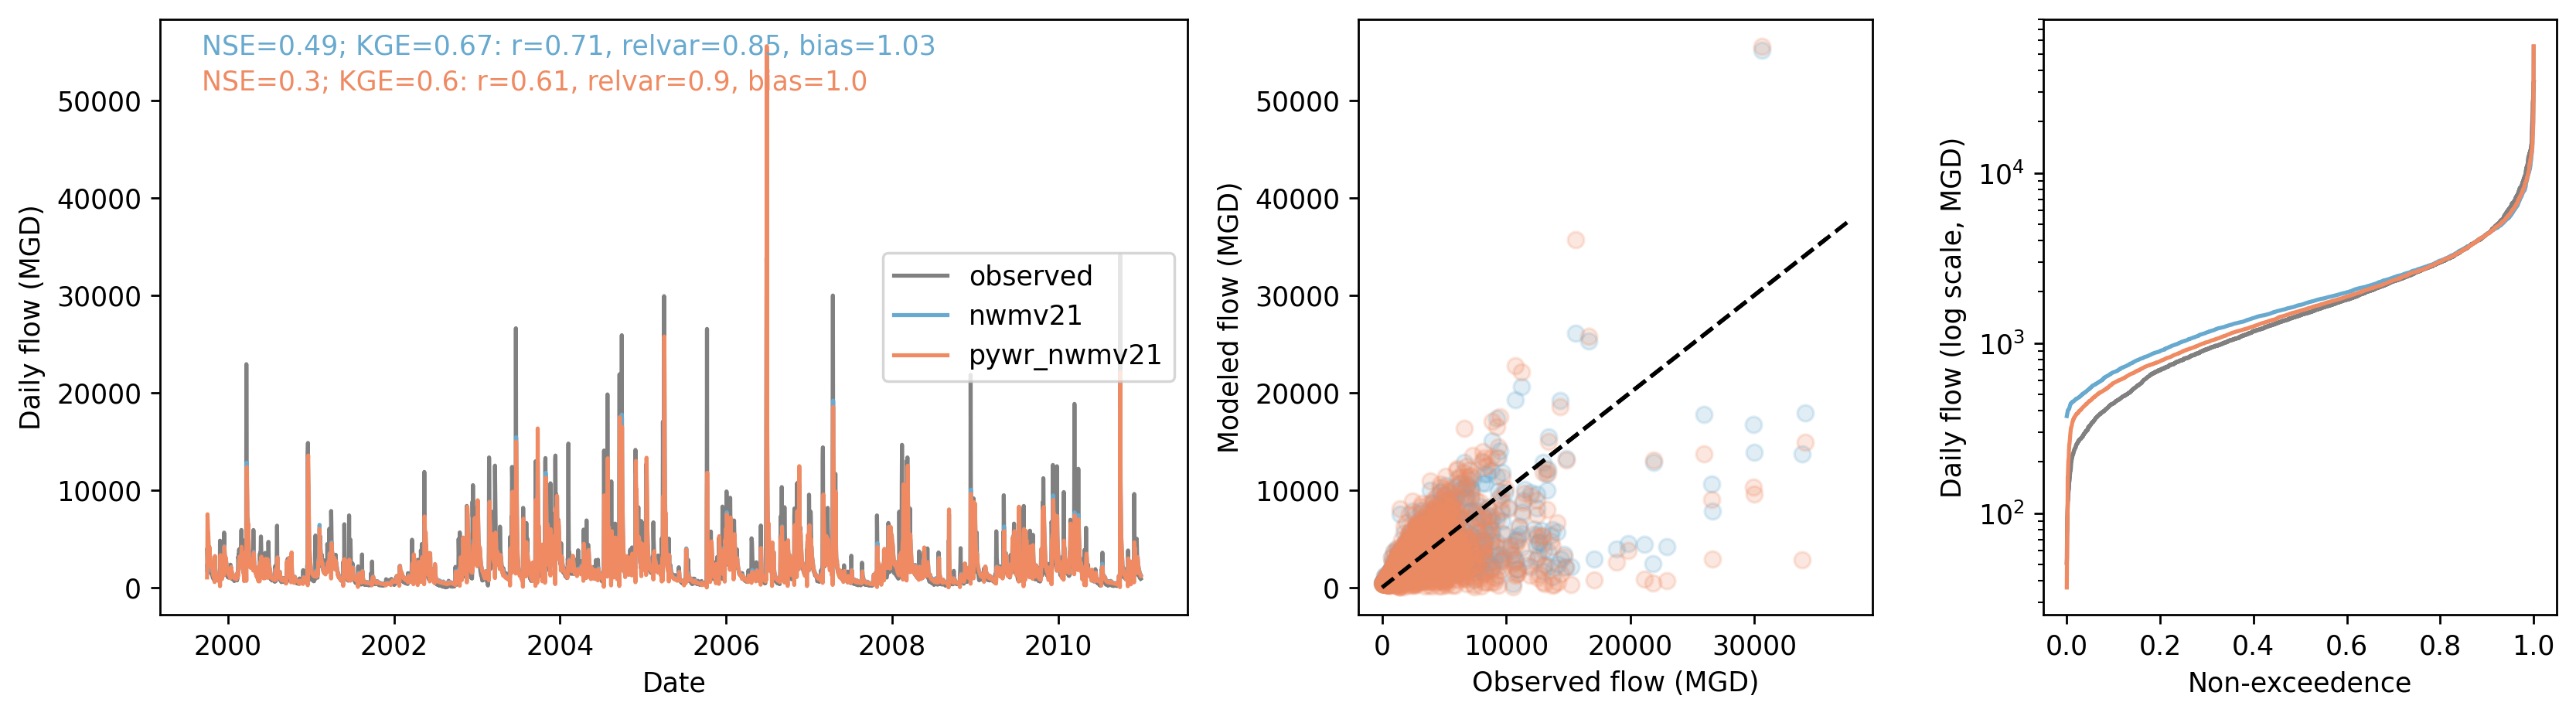 NSE=0.49; KGE=0.67: r=0.71, relvar=0.85, bias=1.03
NSE=0.3; KGE=0.6: r=0.61, relvar=0.9, bias=1.0
Daily flow (MGD)
50000
40000
30000
20000
10000
0
observed
nwmv21
pywr_nwmv21
2000 2002 2004 2006 2008 2010
Date
Modeled flow (MGD)
50000
40000
30000
20000
10000
0
0 10000 20000 30000
Observed flow (MGD)
Daily flow (log scale, MGD)
10⁴
10³
10²
0.0 0.2 0.4 0.6 0.8 1.0
Non-exceedence